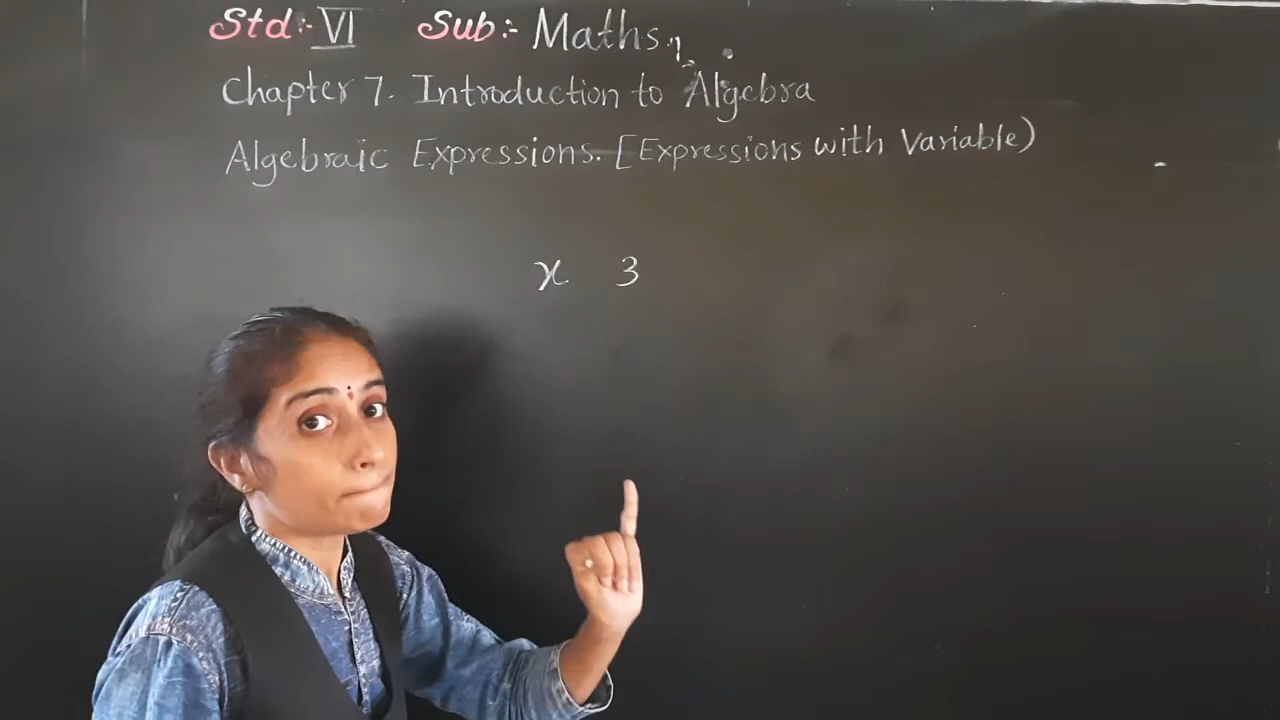 Std:- VI Sub:- Maths.
Chapter 7. Introduction to Algebra
Algebraic Expressions. [Expressions with Variable)
x 3